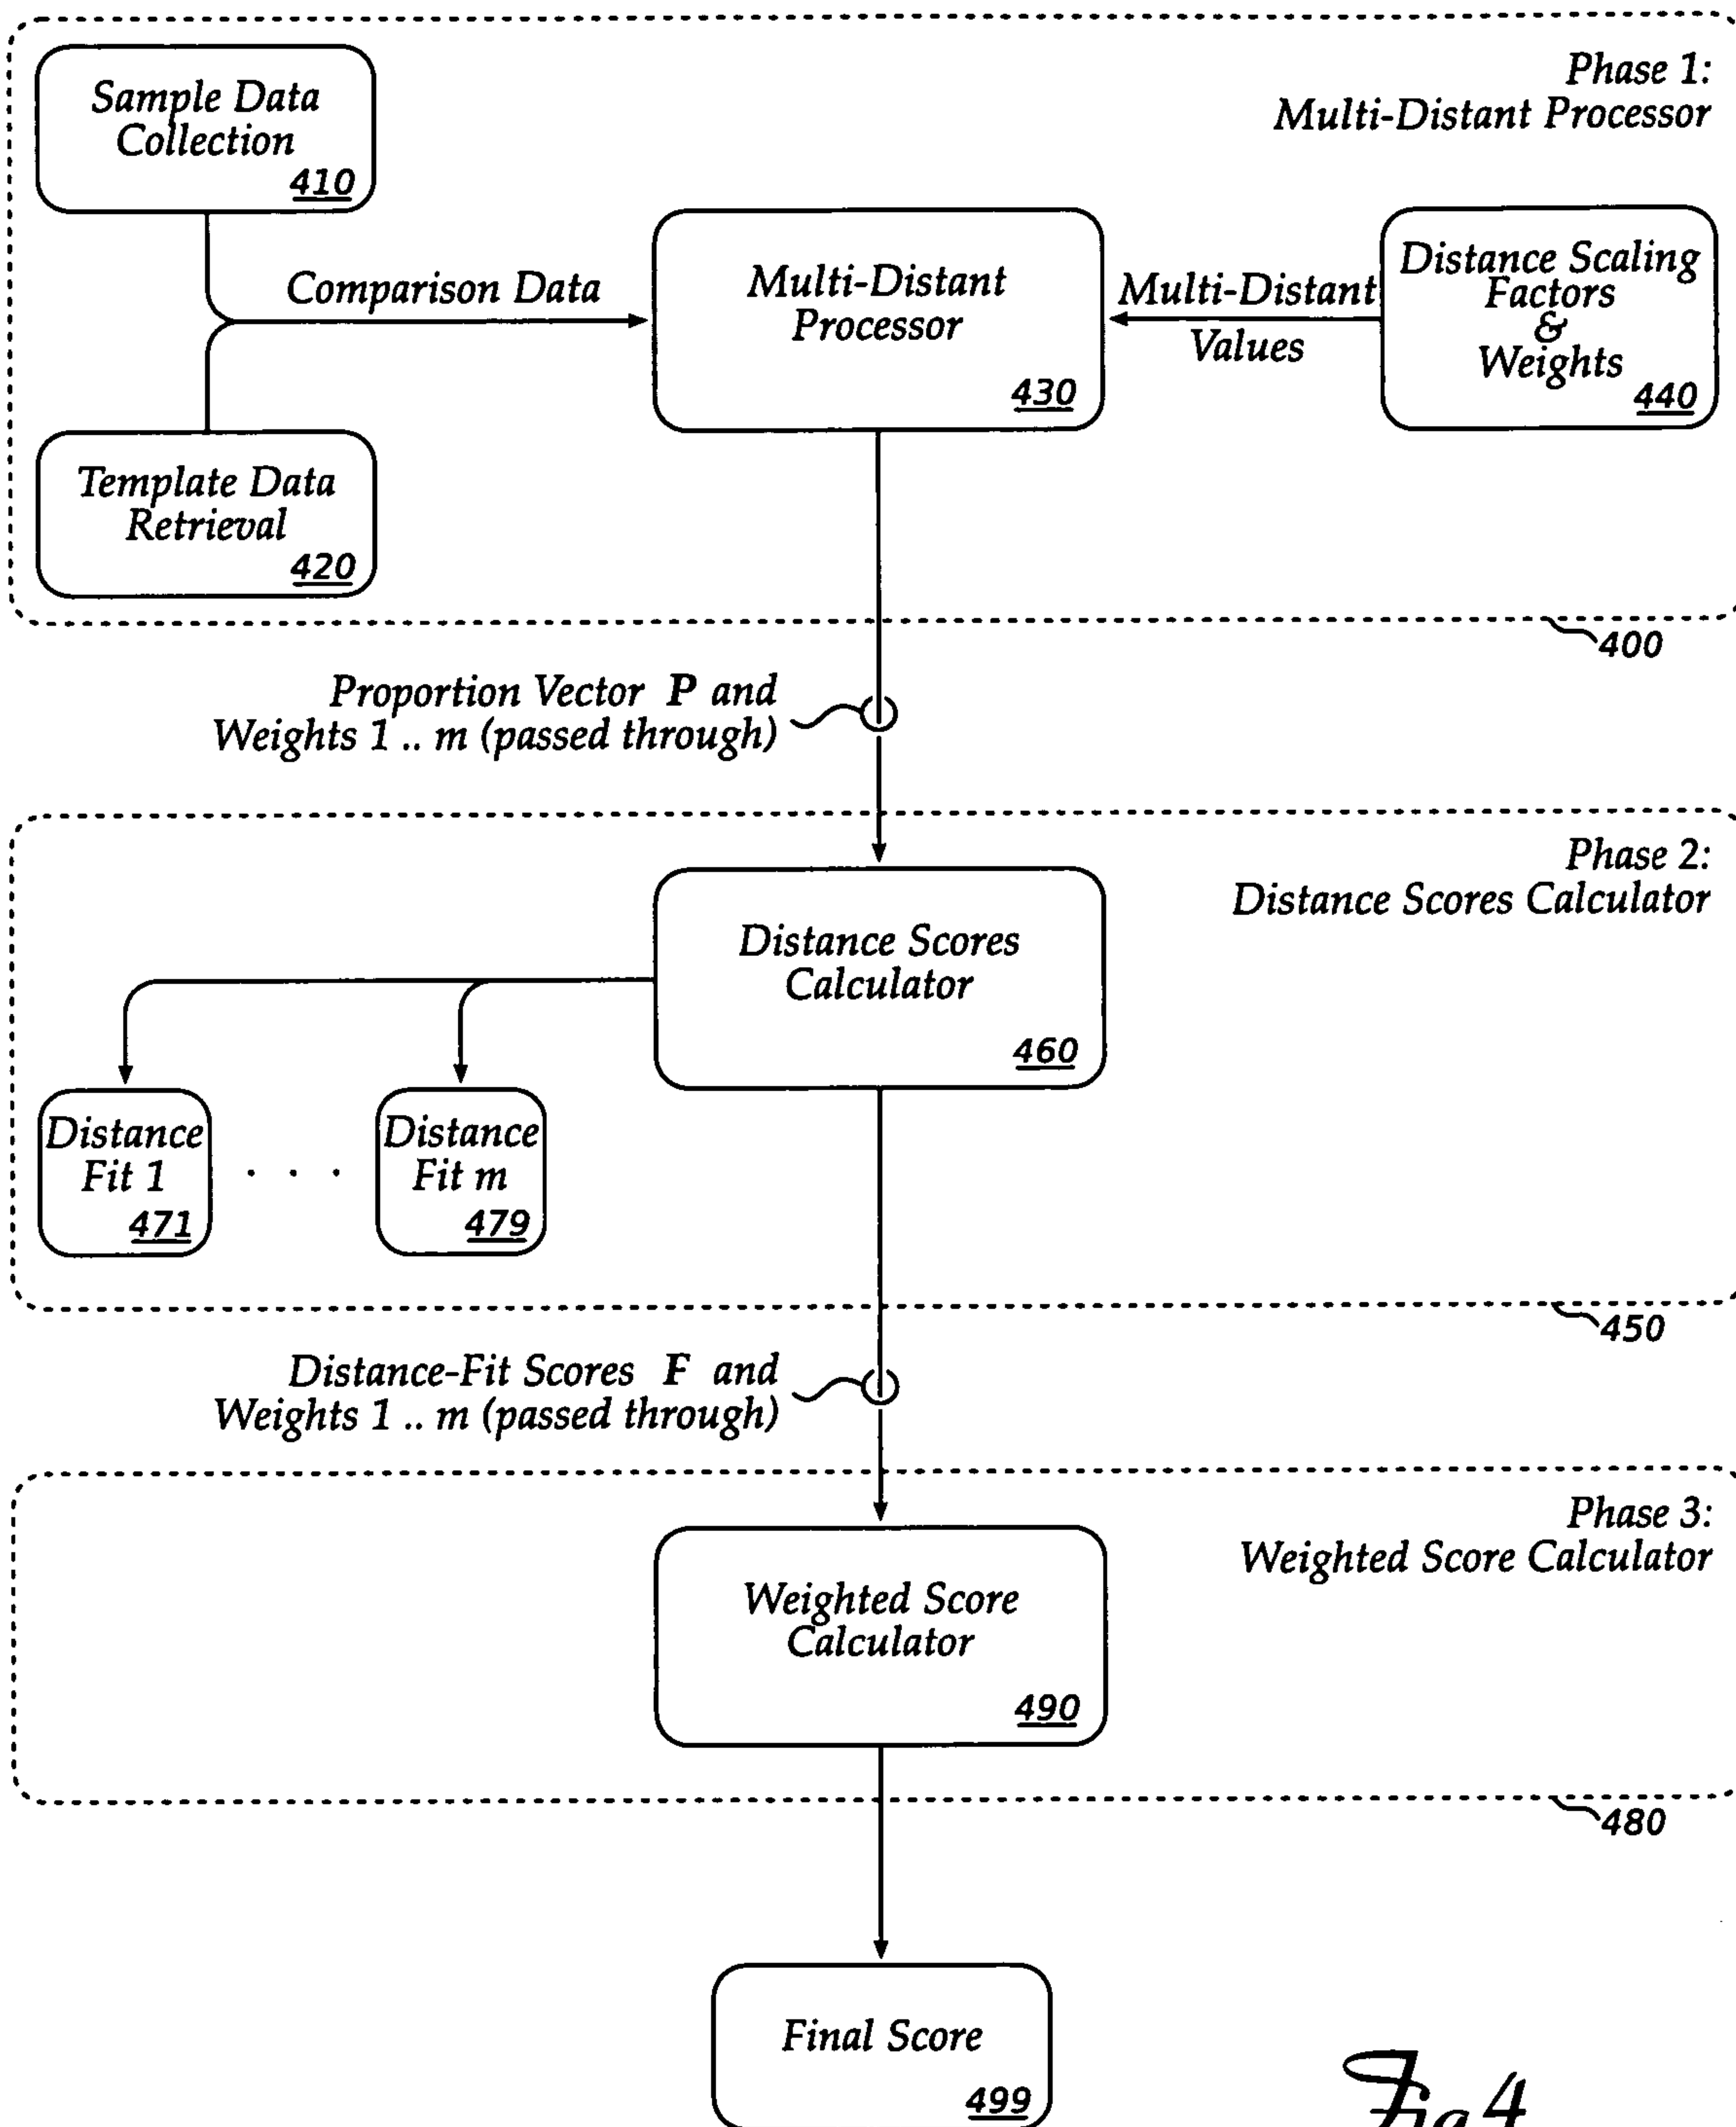 Phase 1:
Multi-Distant Processor
Sample Data
Collection
410
Comparison Data
Multi-Distant
Processor
430
Multi-Distant
Values
Distance Scaling
Factors
&
Weights
440
Template Data
Retrieval
420
400
Proportion Vector P and
Weights 1 .. m (passed through)
Phase 2:
Distance Scores Calculator
Distance Scores
Calculator
460
Distance
Fit 1
471
. . .
Distance
Fit m
479
450
Distance-Fit Scores F and
Weights 1 .. m (passed through)
Phase 3:
Weighted Score Calculator
Weighted Score
Calculator
490
480
Final Score
499
Fig 4